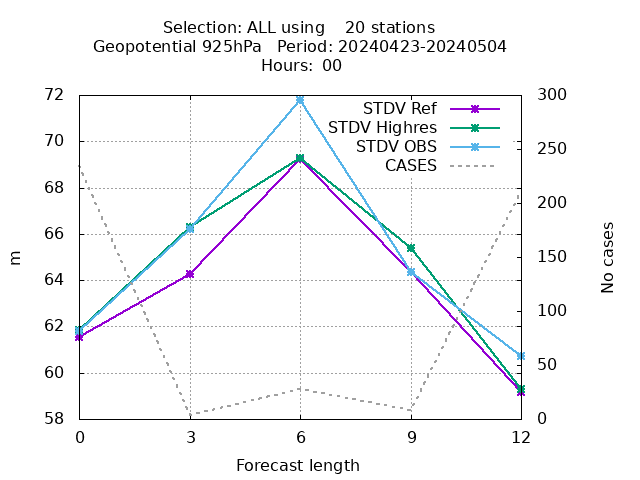 Selection: ALL using    20 stations
Geopotential 925hPa   Period: 20240423-20240504
Hours: 00
72
70
68
66
64
62
60
58
300
250
200
150
100
50
0
STDV Ref
STDV Highres
STDV OBS
CASES
m
No cases
0 3 6 9 12
Forecast length